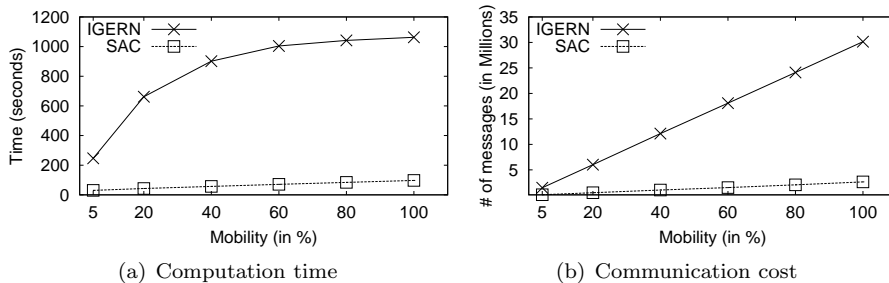 1200
1000
800
600
400
200
0
5 20 40 60 80 100
Time (seconds)
Mobility (in %)
IGERN
SAC
(a) Computation time
35
30
25
20
15
10
5
5 20 40 60 80 100
# of messages (in Millions)
Mobility (in %)
IGERN
SAC
(b) Communication cost